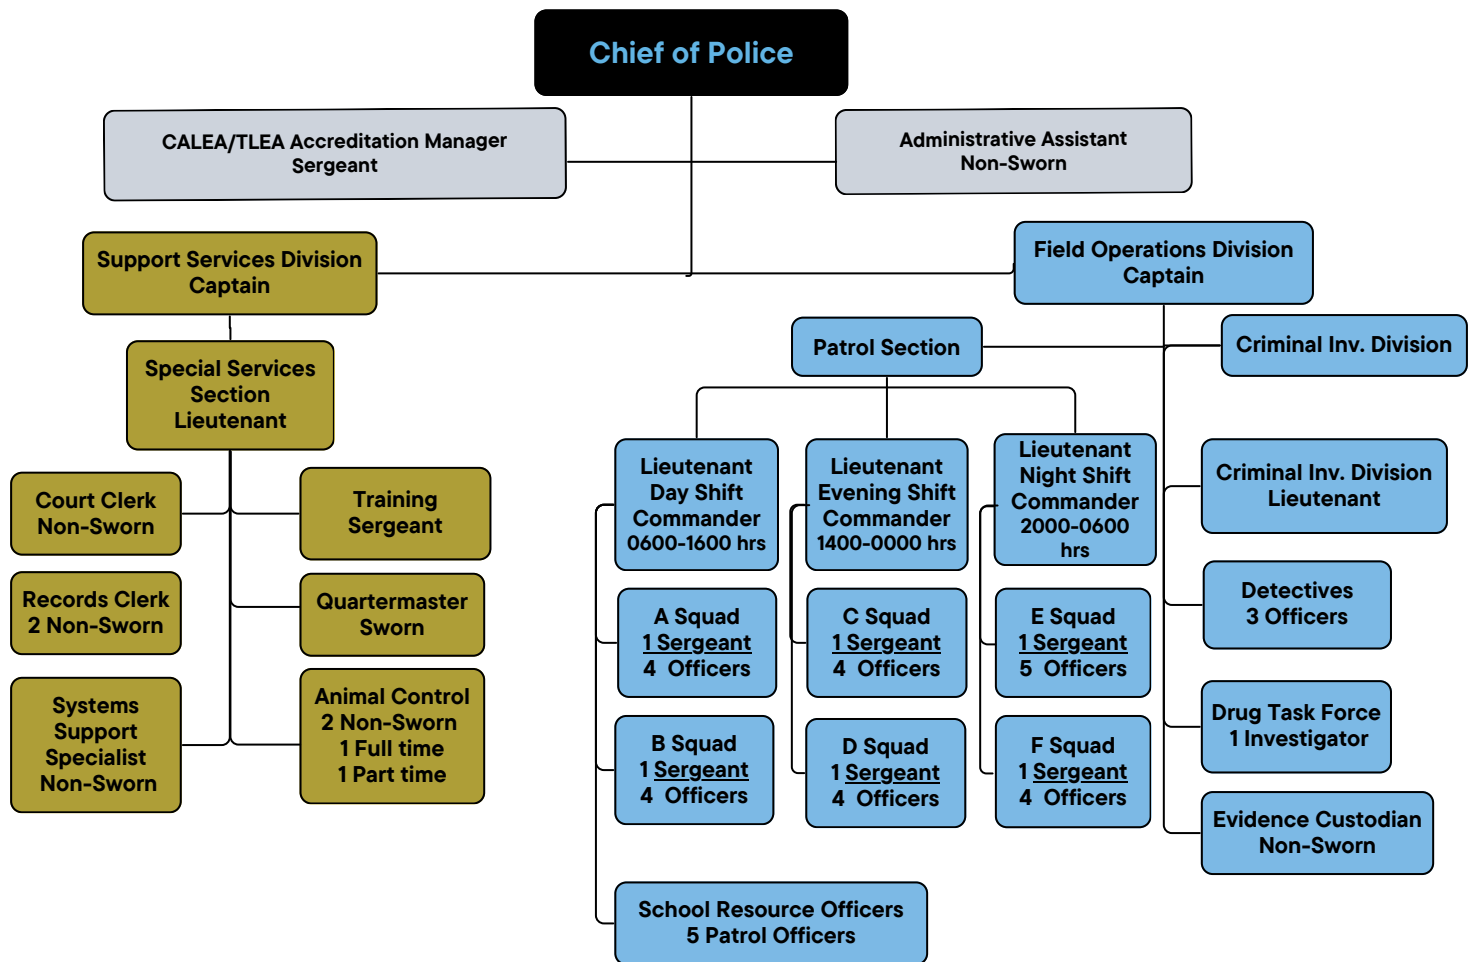 Chief of Police
CALEA/TLEA Accreditation Manager
Sergeant
Administrative Assistant
Non-Sworn
Support Services Division
Captain
Field Operations Division
Captain
Special Services
Section
Lieutenant
Court Clerk
Non-Sworn
Training
Sergeant
Records Clerk
2 Non-Sworn
Quartermaster
Sworn
Systems
Support
Specialist
Non-Sworn
Animal Control
2 Non-Sworn
1 Full time
1 Part time
Patrol Section
Criminal Inv. Division
Lieutenant
Day Shift
Commander
0600-1600 hrs
Lieutenant
Evening Shift
Commander
1400-0000 hrs
Lieutenant
Night Shift
Commander
2000-0600
hrs
A Squad
1 Sergeant
4 Officers
C Squad
1 Sergeant
4 Officers
E Squad
1 Sergeant
5 Officers
B Squad
1 Sergeant
4 Officers
D Squad
1 Sergeant
4 Officers
F Squad
1 Sergeant
4 Officers
School Resource Officers
5 Patrol Officers
Criminal Inv. Division
Lieutenant
Detectives
3 Officers
Drug Task Force
1 Investigator
Evidence Custodian
Non-Sworn